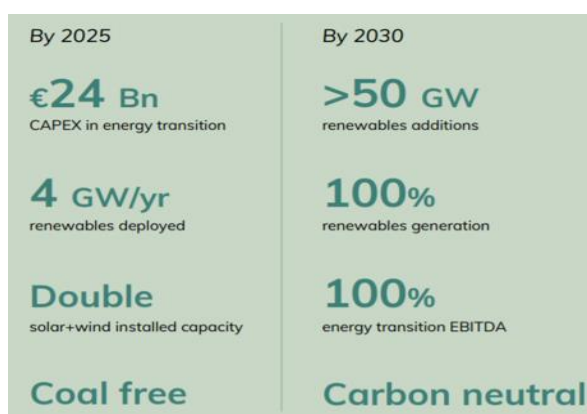 By 2025
€24 Bn
CAPEX in energy transition
4 GW/yr
renewables deployed
Double
solar+wind installed capacity
Coal free
By 2030
>50 GW
renewables additions
100%
renewables generation
100%
energy transition EBITDA
Carbon neutral